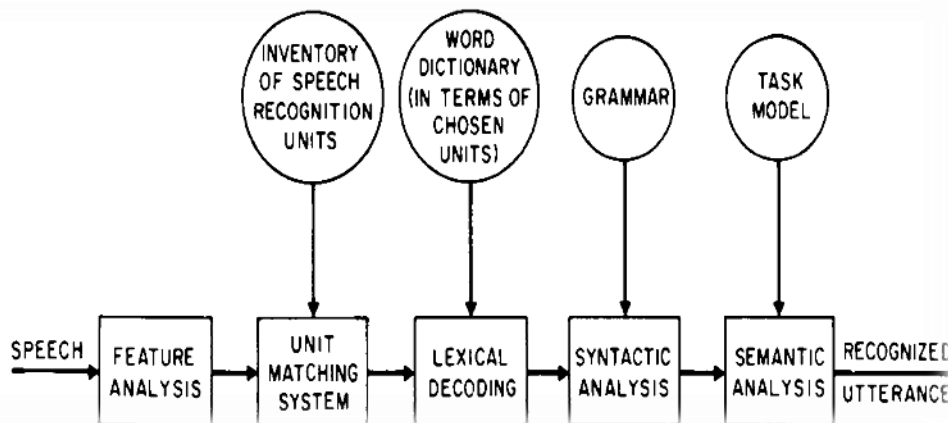 INVENTORY
OF SPEECH
RECOGNITION
UNITS
WORD
DICTIONARY
(IN TERMS OF
CHOSEN
UNITS)
GRAMMAR
TASK
MODEL
SPEECH
FEATURE
ANALYSIS
UNIT
MATCHING
SYSTEM
LEXICAL
DECODING
SYNTACTIC
ANALYSIS
SEMANTIC
ANALYSIS
RECOGNIZED
UTTERANCE